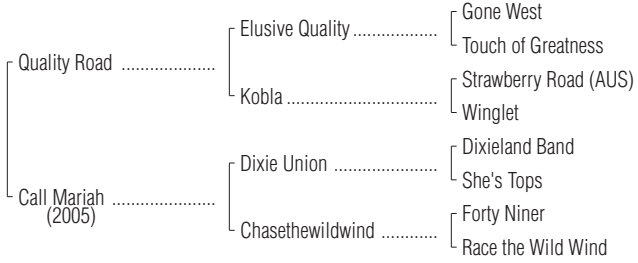 Gone West
Elusive Quality ..................
Touch of Greatness
Quality Road ....................
Strawberry Road (AUS)
Kobla ................................
Winglet
Dixieland Band
Dixie Union ......................
She's Tops
Call Mariah ......................
(2005)
Forty Niner
Chasethewildwind ............
Race the Wild Wind